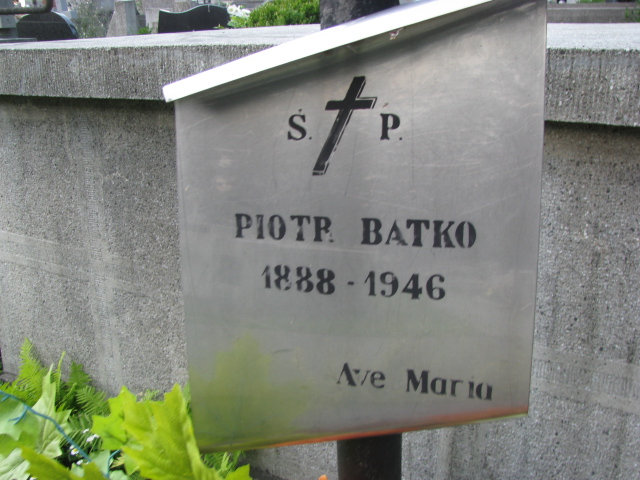 Ś. P.
PIOTR BATKO
1888 - 1946
Ave Maria